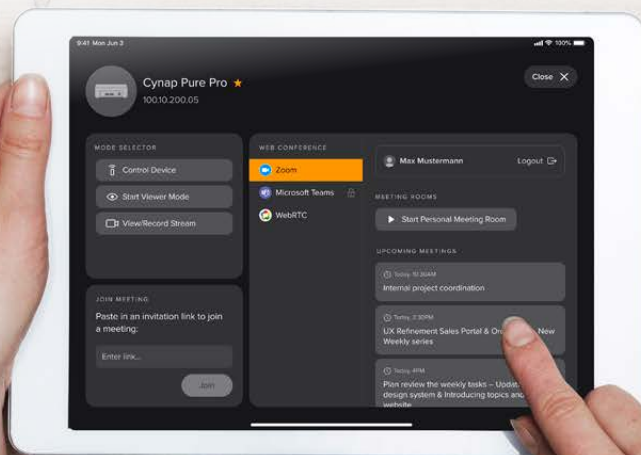 9:41 Mon Jun 3
100%
Cynap Pure Pro
100.10.200.05
Close
MODE SELECTOR
Control Device
Start Viewer Mode
View/Record Stream
JOIN MEETING
Paste in an invitation link to join
a meeting:
Enter link...
Join
WEB CONFERENCE
Zoom
Microsoft Teams
WebRTC
Max Mustermann
Logout
MEETING ROOMS
Start Personal Meeting Room
UPCOMING MEETINGS
Today, 10:30AM
Internal project coordination
Today, 2:30PM
UX Refinement Sales Portal & New
Weekly series
Today, 4PM
Plan review the weekly tasks –
design system & Introducing topics and
website